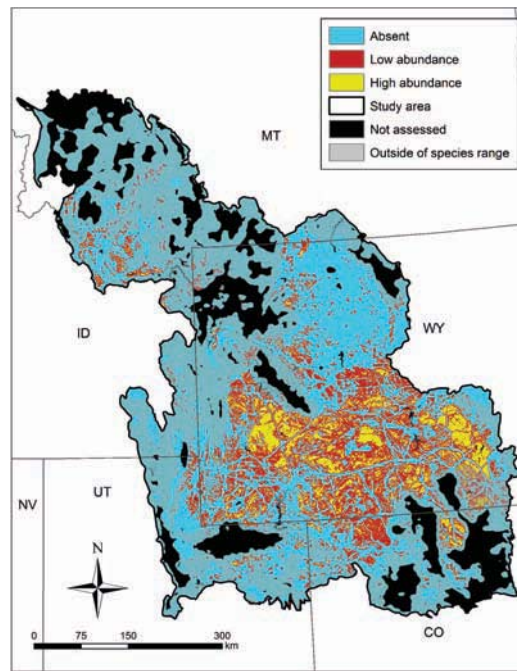 Absent
Low abundance
High abundance
Study area
Not assessed
Outside of species range
MT
ID
WY
NV
UT
N
CO
0 75 150 300
km